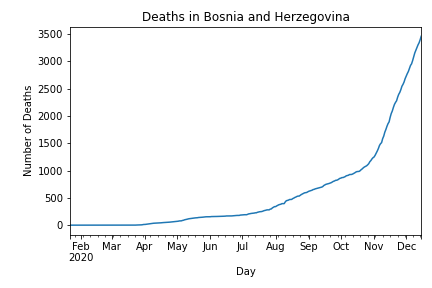 Deaths in Bosnia and Herzegovina
3500
3000
2500
2000
1500
1000
500
0
Number of Deaths
Feb Mar Apr May Jun Jul Aug Sep Oct Nov Dec
2020
Day